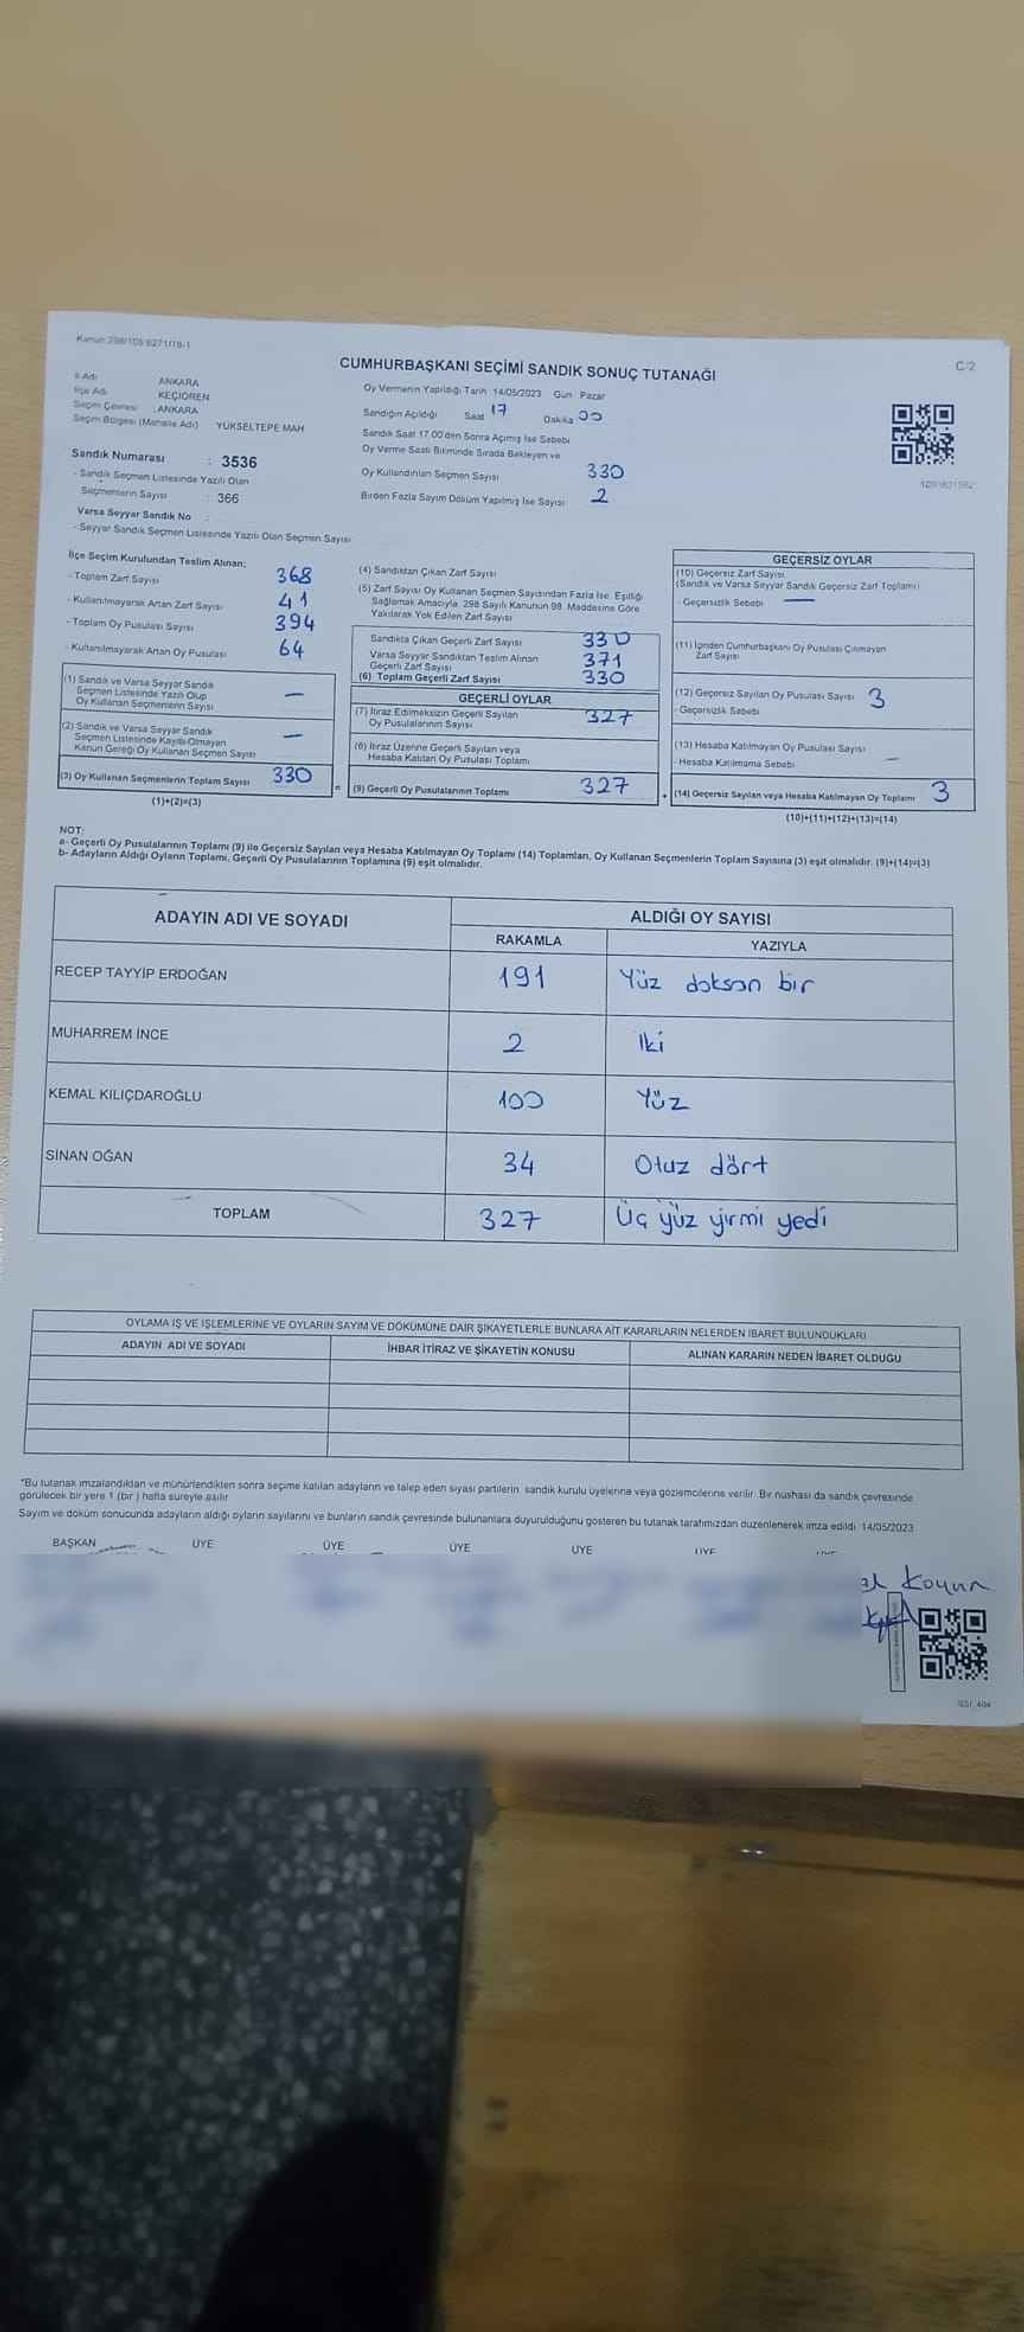 CUMHURBAŞKANI SEÇİMİ SANDIK SONUÇ TUTANAĞI
C/2
İl Adı ANKARA
İlçe Adı KEÇİÖREN
Seçim Çevresi : ANKARA
Seçim Bölgesi (Mahalle Adı) YÜKSELTEPE MAH
Sandık Numarası : 3536
- Sandık Seçmen Listesinde Yazılı Olan
Seçmenlerin Sayısı : 366
Varsa Seyyar Sandık No :
- Seyyar Sandık Seçmen Listesinde Yazılı Olan Seçmen Sayısı
Oy Vermenin Yapıldığı Tarih 14/05/2023 Gün Pazar
Sandığın Açıldığı Saat 17 Dakika 00
Sandık Saat 17.00'den Sonra Açımış İse Sebebi
Oy Verme Saati Bitiminde Sırada Bekleyen ve
Oy Kullandırılan Seçmen Sayısı 330
Birden Fazla Sayım Döküm Yapılmış İse Sayısı 2
İlçe Seçim Kurulundan Teslim Alınan:
- Toplam Zarf Sayısı 368
- Kullanılmayarak Artan Zarf Sayısı 41
- Toplam Oy Pusulası Sayısı 394
- Kullanılmayarak Artan Oy Pusulası 64
(1) Sandık ve Varsa Seyyar Sandık
Seçmen Listesinde Yazılı Olup
Oy Kullanan Seçmenlerin Sayısı —
(2) Sandık ve Varsa Seyyar Sandık
Seçmen Listesinde Kayıtlı Olmayan
Kanun Gereği Oy Kullanan Seçmen Sayısı —
(3) Oy Kullanan Seçmenlerin Toplam Sayısı 330
(1)+(2)=(3)
(4) Sandıktan Çıkan Zarf Sayısı
(5) Zarf Sayısı Oy Kullanan Seçmen Sayısından Fazla İse, Eşitliği
Sağlamak Amacıyla, 298 Sayılı Kanunun 98. Maddesine Göre
Yakılarak Yok Edilen Zarf Sayısı
Sandıkta Çıkan Geçerli Zarf Sayısı 330
Varsa Seyyar Sandıktan Teslim Alınan
Geçerli Zarf Sayısı 371
(6) Toplam Geçerli Zarf Sayısı 330
GEÇERLİ OYLAR
(7) İtiraz Edilmeksizin Geçerli Sayılan
Oy Pusulalarının Sayısı 327
(8) İtiraz Üzerine Geçerli Sayılan veya
Hesaba Katılan Oy Pusulası Toplamı
(9) Geçerli Oy Pusulalarının Toplamı 327
GEÇERSİZ OYLAR
(10) Geçersiz Zarf Sayısı
(Sandık ve Varsa Seyyar Sandık Geçersiz Zarf Toplamı)
- Geçersizlik Sebebi —
(11) İçinden Cumhurbaşkanı Oy Pusulası Çıkmayan
Zarf Sayısı
(12) Geçersiz Sayılan Oy Pusulası Sayısı 3
- Geçersizlik Sebebi
(13) Hesaba Katılmayan Oy Pusulası Sayısı
- Hesaba Katılmama Sebebi —
(14) Geçersiz Sayılan veya Hesaba Katılmayan Oy Toplamı 3
(10)+(11)+(12)+(13)=(14)
NOT:
a- Geçerli Oy Pusulalarının Toplamı (9) ile Geçersiz Sayılan veya Hesaba Katılmayan Oy Toplamı (14) Toplamları, Oy Kullanan Seçmenlerin Toplam Sayısına (3) eşit olmalıdır. (9)+(14)=(3)
b- Adayların Aldığı Oyların Toplamı, Geçerli Oy Pusulalarının Toplamına (9) eşit olmalıdır.
ADAYIN ADI VE SOYADI
ALDIĞI OY SAYISI
RAKAMLA YAZIYLA
RECEP TAYYİP ERDOĞAN 191 Yüz doksan bir
MUHARREM İNCE 2 İki
KEMAL KILIÇDAROĞLU 100 Yüz
SİNAN OĞAN 34 Otuz dört
TOPLAM 327 Üç yüz yirmi yedi
OYLAMA İŞ VE İŞLEMLERİNE VE OYLARIN SAYIM VE DÖKÜMÜNE DAİR ŞİKAYETLERLE BUNLARA AİT KARARLARIN NELERDEN İBARET BULUNDUKLARI
ADAYIN ADI VE SOYADI İHBAR İTİRAZ VE ŞİKAYETİN KONUSU ALINAN KARARIN NEDEN İBARET OLDUĞU
*Bu tutanak imzalandıktan ve mühürlendikten sonra seçime katılan adayların ve talep eden siyasi partilerin sandık kurulu üyelerine veya gözlemcilerine verilir. Bir nüshası da sandık çevresinde
görülecek bir yere 1 (bir) hafta süreyle asılır
Sayım ve döküm sonucunda adayların aldığı oyların sayılarını ve bunların sandık çevresinde bulunanlara duyurulduğunu gösteren bu tutanak tarafımızdan düzenlenerek imza edildi. 14/05/2023
BAŞKAN ÜYE ÜYE ÜYE ÜYE
Koyun